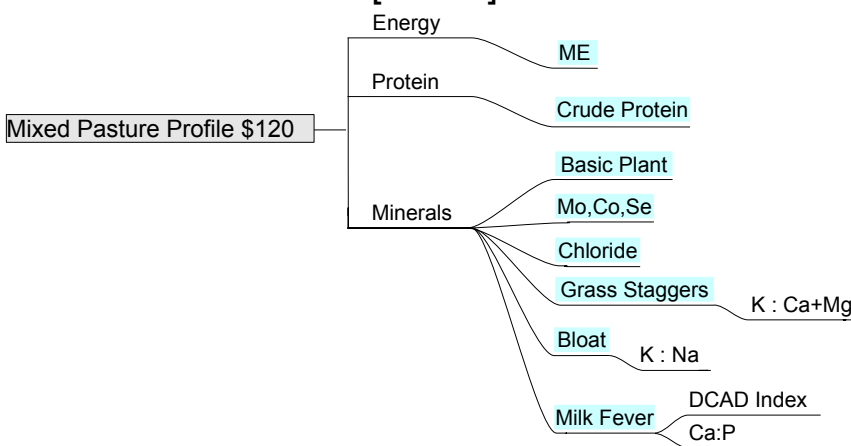 Energy
ME
Protein
Crude Protein
Mixed Pasture Profile $120
Basic Plant
Minerals
Mo,Co,Se
Chloride
Grass Staggers
K : Ca+Mg
Bloat
K : Na
Milk Fever
DCAD Index
Ca:P